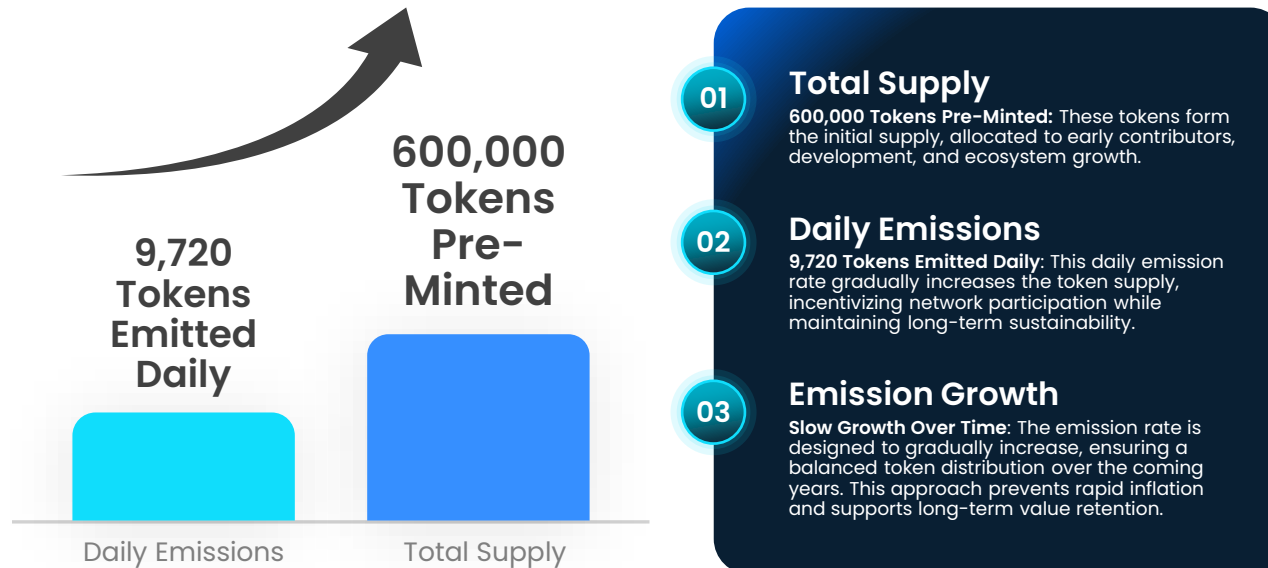 600,000
Tokens
Pre-
Minted
9,720
Tokens
Emitted
Daily
Daily Emissions
Total Supply
01
Total Supply
600,000 Tokens Pre-Minted: These tokens form
the initial supply, allocated to early contributors,
development, and ecosystem growth.
02
Daily Emissions
9,720 Tokens Emitted Daily: This daily emission
rate gradually increases the token supply,
incentivizing network participation while
maintaining long-term sustainability.
03
Emission Growth
Slow Growth Over Time: The emission rate is
designed to gradually increase, ensuring a
balanced token distribution over the coming
years. This approach prevents rapid inflation
and supports long-term value retention.